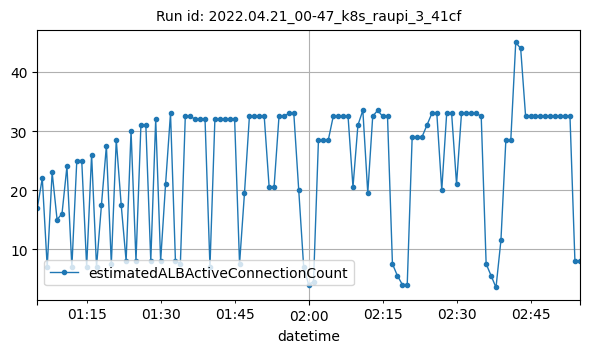 Run id: 2022.04.21_00-47_k8s_raupi_3_41cf
40
30
20
10
estimatedALBActiveConnectionCount
01:15 01:30 01:45 02:00 02:15 02:30 02:45
datetime